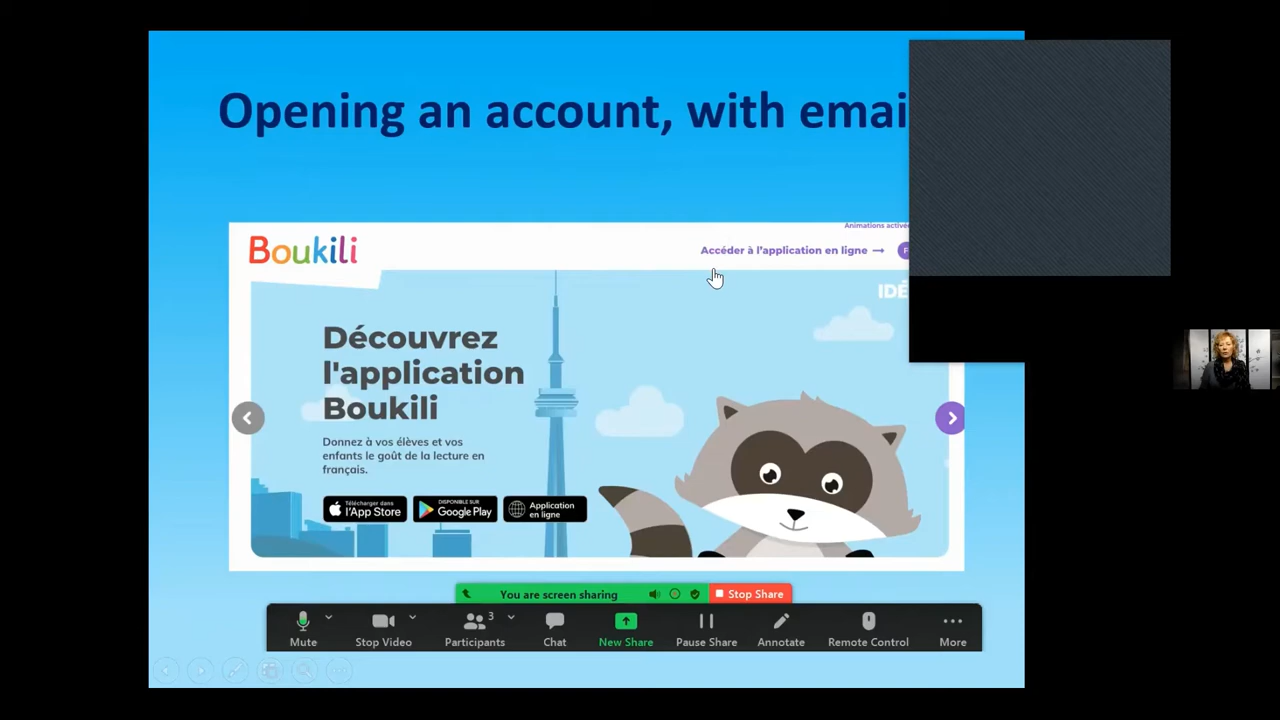 Opening an account, with emai
Animations activé
Boukili
Accéder à l'application en ligne →
F
IDÉ
Découvrez
l'application
Boukili
Donnez à vos élèves et vos
enfants le goût de la lecture en
français.
Télécharger dans
l'App Store
DISPONIBLE SUR
Google Play
Application
en ligne
You are screen sharing
Stop Share
3
Mute
Stop Video
Participants
Chat
New Share
Pause Share
Annotate
Remote Control
More